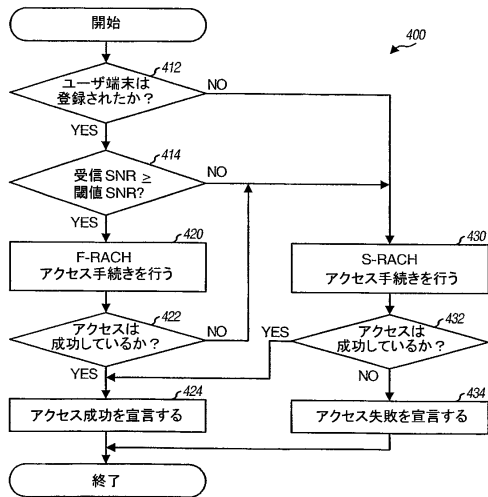 開始
400
412
ユーザ端末は
登録されたか?
NO
YES
414
受信SNR ≥
閾値SNR?
NO
YES
420
F-RACH
アクセス手続きを行う
430
S-RACH
アクセス手続きを行う
422
アクセスは
成功しているか?
NO
YES
432
アクセスは
成功しているか?
YES
NO
424
アクセス成功を宣言する
434
アクセス失敗を宣言する
終了